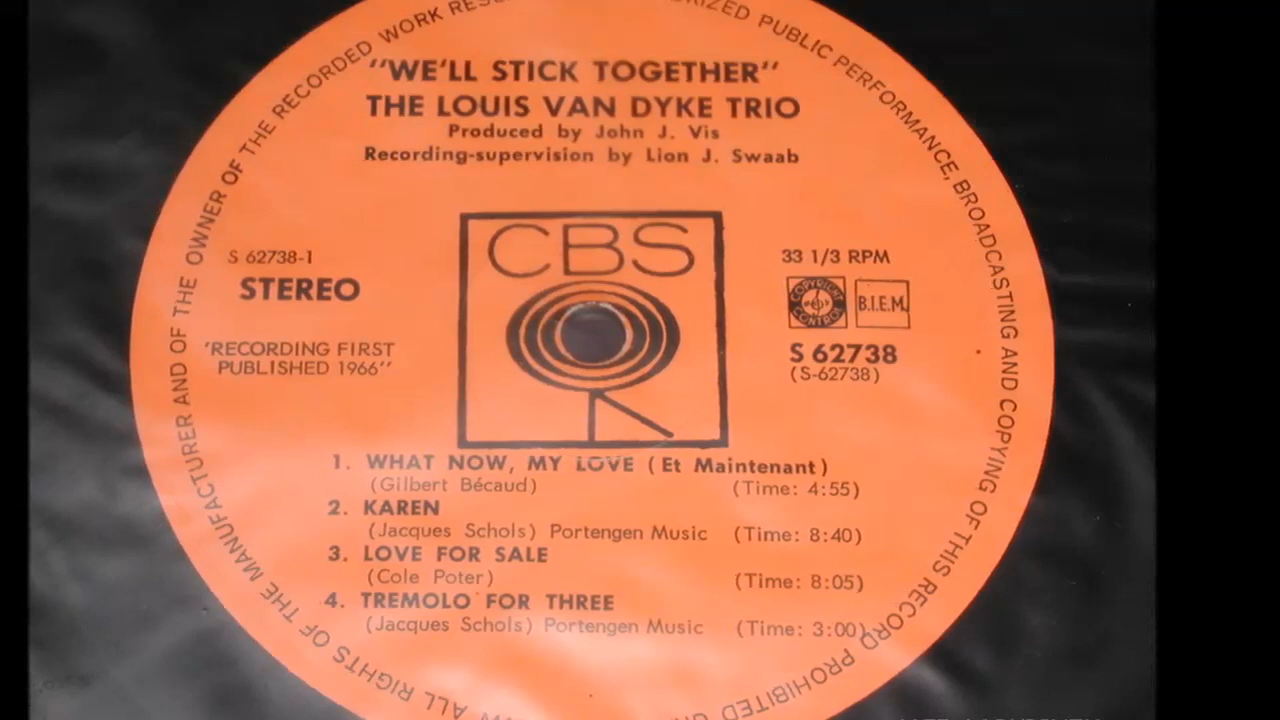 "WE'LL STICK TOGETHER"
THE LOUIS VAN DYKE TRIO
Produced by John J. Vis
Recording-supervision by Lion J. Swaab
S 62738-1
STEREO
'RECORDING FIRST
PUBLISHED 1966"
CBS
33 1/3 RPM
COPYRIGHT
CONTROL
B.I.E.M.
S 62738
(S-62738)
1. WHAT NOW, MY LOVE (Et Maintenant)
(Gilbert Bécaud) (Time: 4:55)
2. KAREN
(Jacques Schols) Portengen Music (Time: 8:40)
3. LOVE FOR SALE
(Cole Poter) (Time: 8:05)
4. TREMOLO FOR THREE
(Jacques Schols) Portengen Music (Time: 3:00)
ALL RIGHTS OF THE MANUFACTURER AND OF THE OWNER OF THE RECORDED WORK
PUBLIC PERFORMANCE, BROADCASTING AND COPYING OF THIS RECORD PROHIBITED